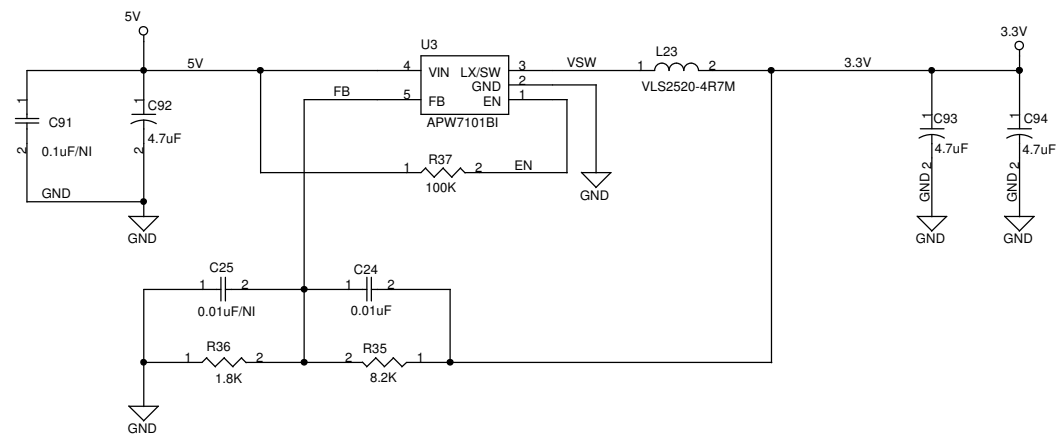 5V
3.3V
U3
L23
5V
4
VIN
LX/SW
3
VSW
1
2
3.3V
GND
2
FB
5
FB
EN
1
VLS2520-4R7M
APW7101BI
1
C91
2
0.1uF/NI
1
C92
2
4.7uF
1
C93
4.7uF
GND 2
1
C94
4.7uF
GND 2
R37
1
2
EN
100K
GND
GND
GND
GND
GND
C25
1
2
0.01uF/NI
C24
1
2
0.01uF
R36
1
2
1.8K
R35
2
1
8.2K
GND